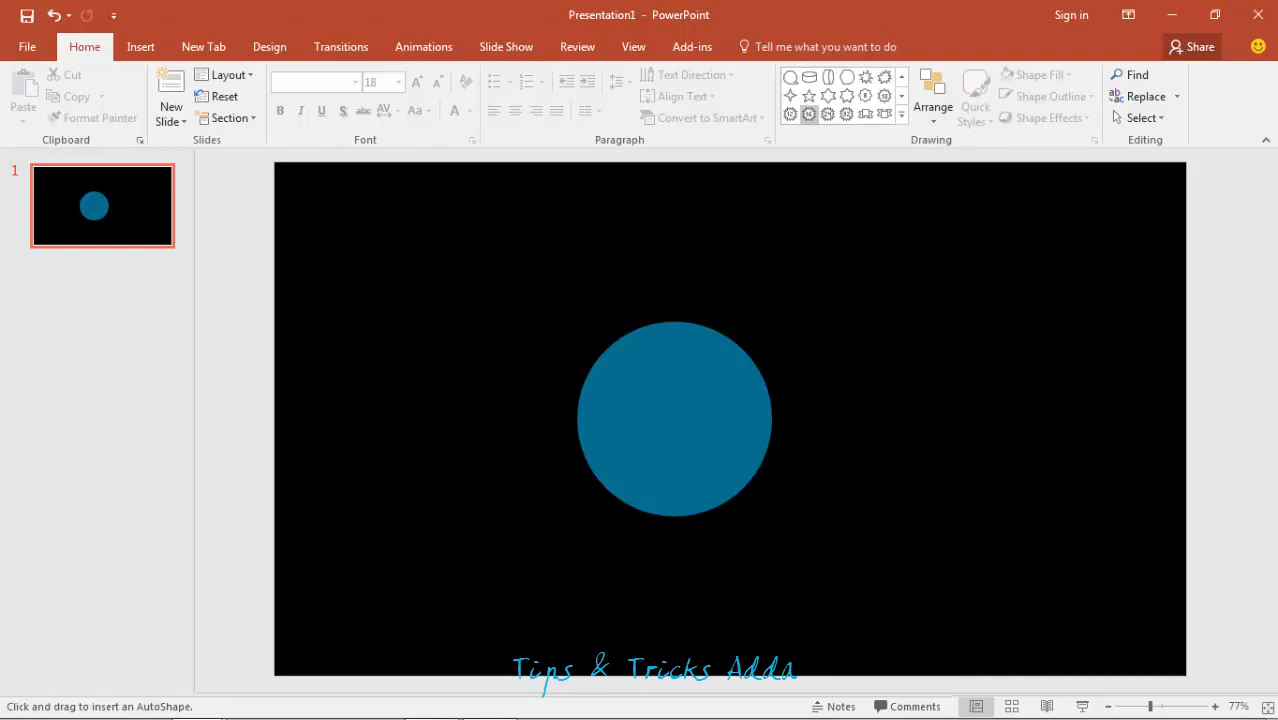 Presentation1 - PowerPoint
Sign in
File Home Insert New Tab Design Transitions Animations Slide Show Review View Add-ins Tell me what you want to do Share
Paste
Cut
Copy
Format Painter
Clipboard
New Slide
Layout
Reset
Section
Slides
18
B I U S abc AV Aa A
Font
Text Direction
Align Text
Convert to SmartArt
Paragraph
Arrange
Quick Styles
Shape Fill
Shape Outline
Shape Effects
Drawing
Find
Replace
Select
Editing
1
Tips & Tricks Adda
Click and drag to insert an AutoShape.
Notes Comments 77%